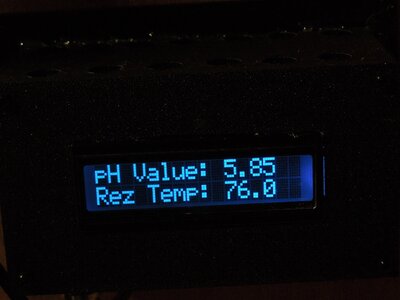 pH Value: 5.85
Rez Temp: 76.0